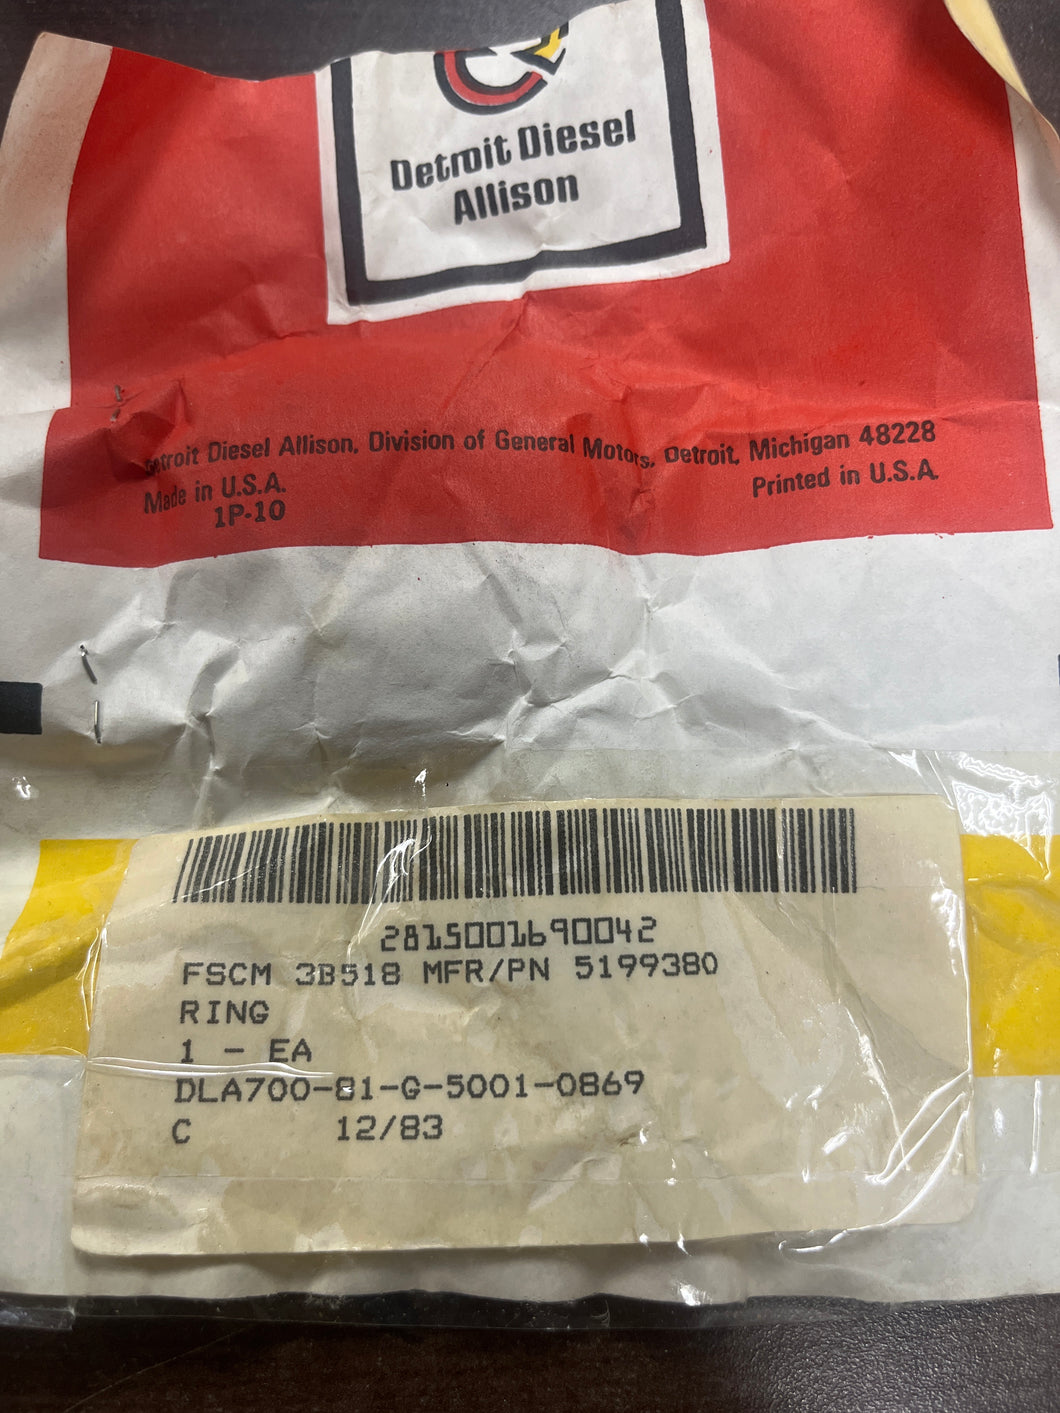 Detroit Diesel
Allison
Detroit Diesel Allison, Division of General Motors, Detroit, Michigan 48228
Made in U.S.A.
Printed in U.S.A.
1P-10
2815001690042
FSCM 3B518 MFR/PN 5199380
RING
1 - EA
DLA700-81-G-5001-0869
C 12/83